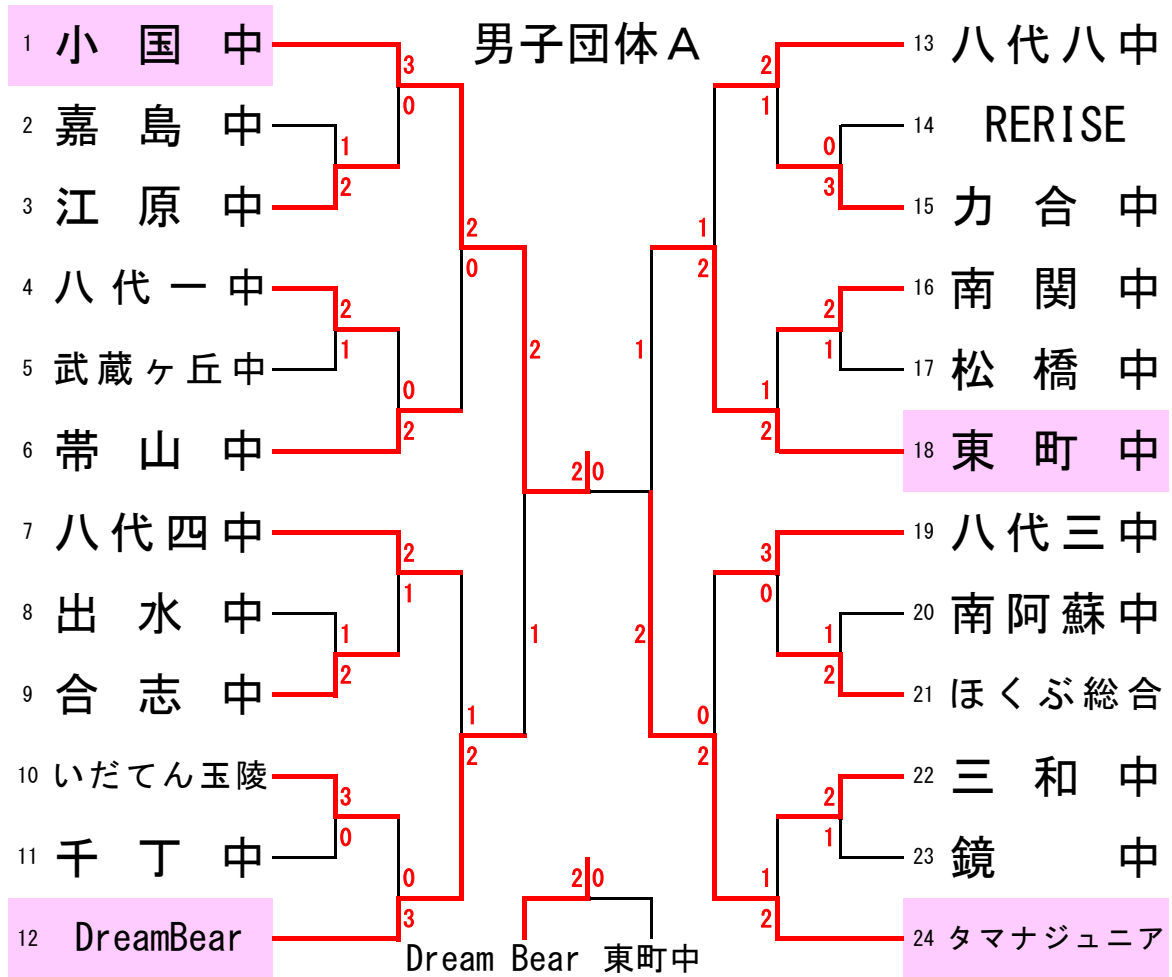 男子団体A
1 小国中
2 嘉島中
3 江原中
4 八代一中
5 武蔵ヶ丘中
6 帯山中
7 八代四中
8 出水中
9 合志中
10 いだてん玉陵
11 千丁中
12 DreamBear
3
0
1
2
2
0
2
1
0
2
2
2
1
1
2
1
1
2
3
0
0
3
2 0
1
2
13 八代八中
14 RERISE
15 力合中
16 南関中
17 松橋中
18 東町中
19 八代三中
20 南阿蘇中
21 ほくぶ総合
22 三和中
23 鏡中
24 タマナジュニア
2
1
0
3
1
2
2
1
1
2
3
0
1
2
0
2
2
1
1
2
2 0
Dream Bear 東町中